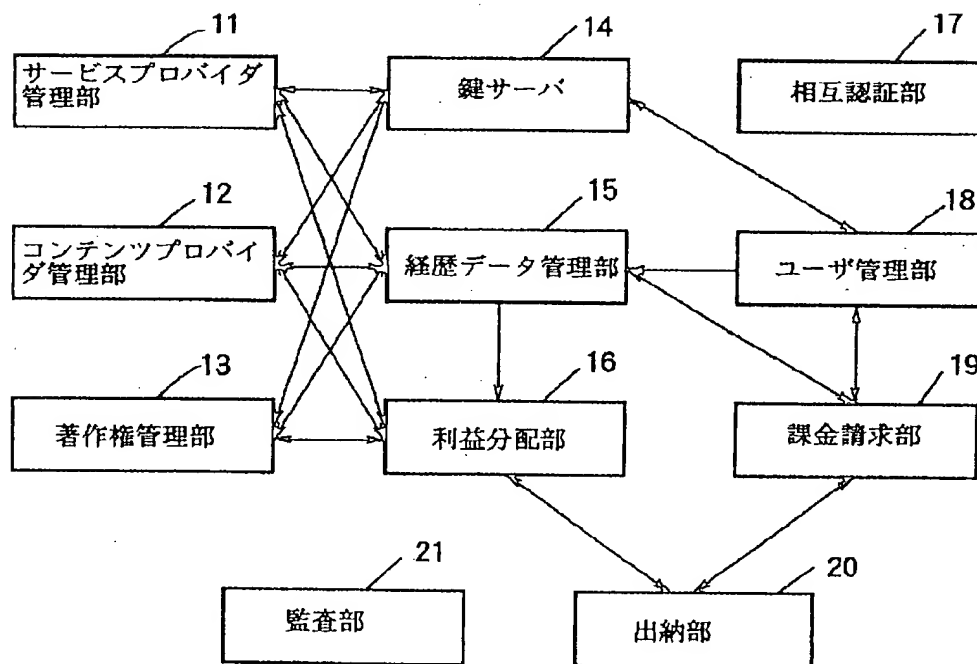 11
サービスプロバイダ
管理部
14
鍵サーバ
17
相互認証部
12
コンテンツプロバイ
ダ管理部
15
経歴データ管理部
18
ユーザ管理部
13
著作権管理部
16
利益分配部
19
課金請求部
21
監査部
20
出納部